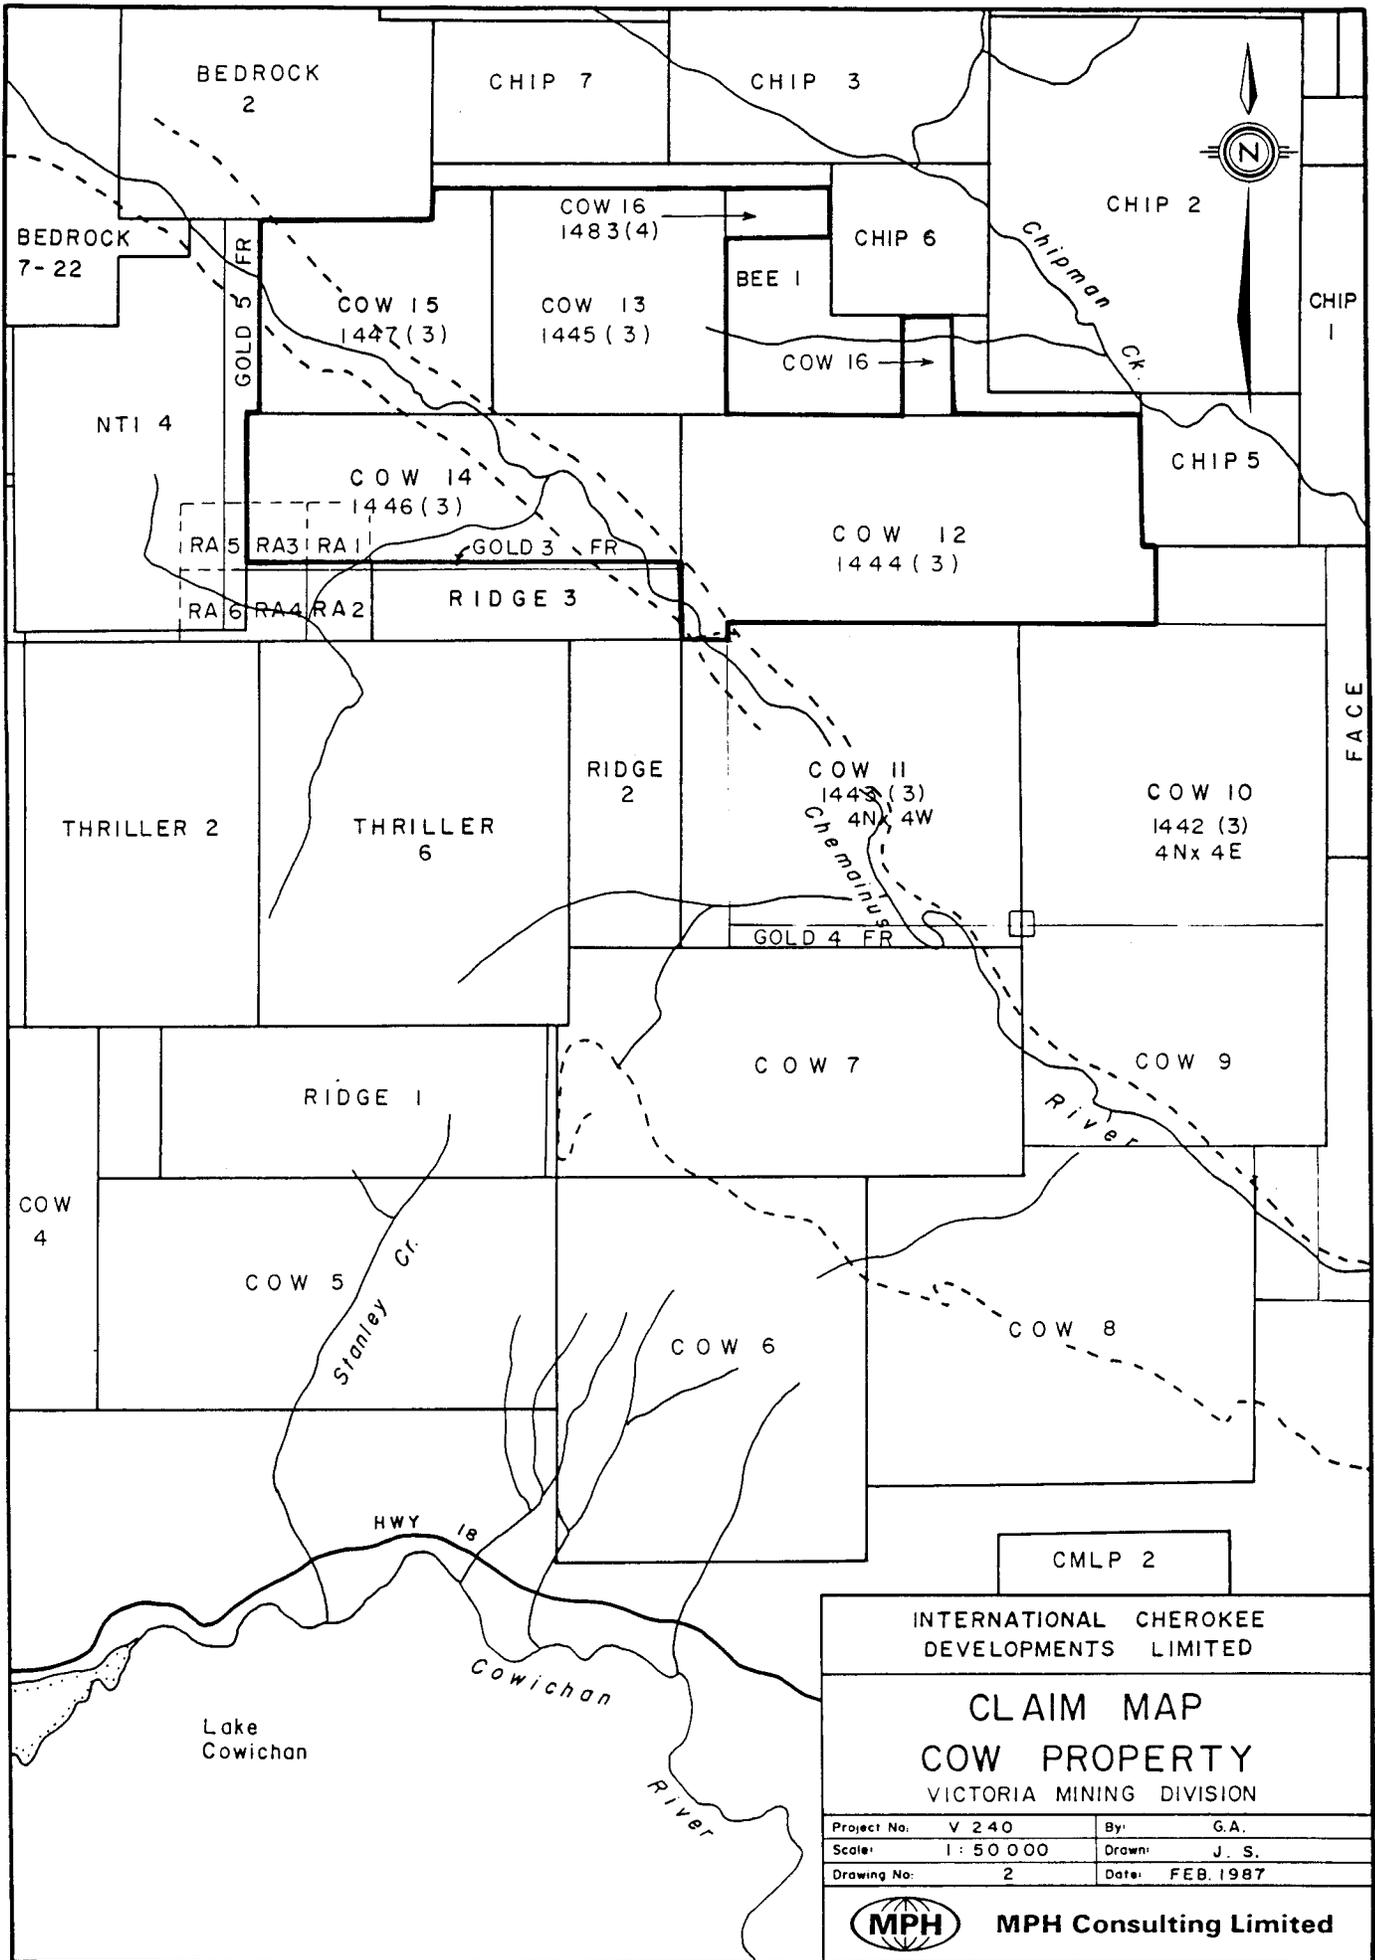 BEDROCK
2
CHIP 7
CHIP 3
CHIP 2
N
BEDROCK
7-22
GOLD 5 FR
COW 16
1483(4)
CHIP 6
Chipman
Ck.
CHIP
1
COW 15
1447(3)
COW 13
1445(3)
BEE 1
COW 16
NTI 4
COW 14
1446(3)
CHIP 5
RA 5
RA3
RA1
GOLD 3 FR
COW 12
1444(3)
RA 6
RA4
RA2
RIDGE 3
FACE
RIDGE
2
COW 11
1443(3)
4Nx 4W
COW 10
1442 (3)
4Nx 4E
THRILLER 2
THRILLER
6
Chemainus
GOLD 4 FR
COW 7
COW 9
RIDGE 1
River
COW
4
COW 5
Stanley Cr.
COW 6
COW 8
HWY 18
CMLP 2
Cowichan
River
Lake
Cowichan
INTERNATIONAL CHEROKEE
DEVELOPMENTS LIMITED
CLAIM MAP
COW PROPERTY
VICTORIA MINING DIVISION
Project No: V 240 By: G.A.
Scale: 1:50 000 Drawn: J. S.
Drawing No: 2 Date: FEB. 1987
MPH MPH Consulting Limited